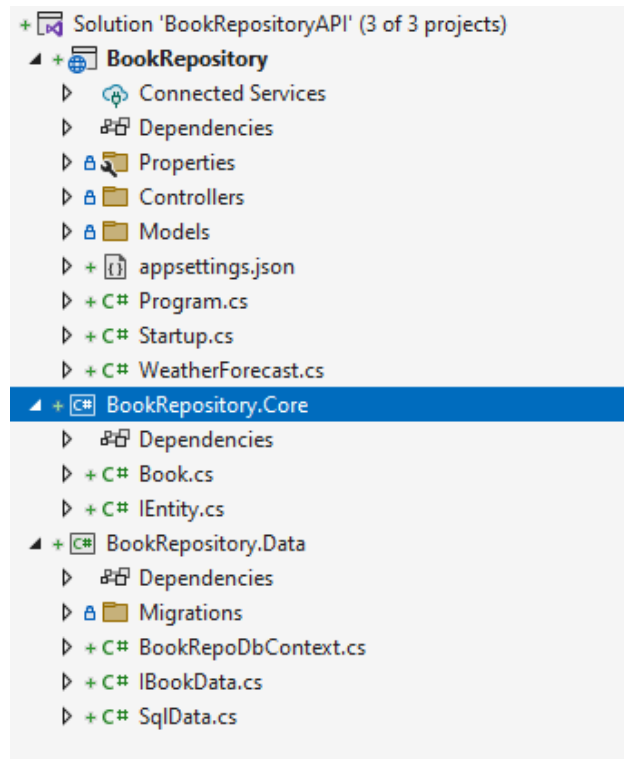 Solution 'BookRepositoryAPI' (3 of 3 projects)
BookRepository
Connected Services
Dependencies
Properties
Controllers
Models
appsettings.json
C# Program.cs
C# Startup.cs
C# WeatherForecast.cs
C# BookRepository.Core
Dependencies
C# Book.cs
C# IEntity.cs
C# BookRepository.Data
Dependencies
Migrations
C# BookRepoDbContext.cs
C# IBookData.cs
C# SqlData.cs